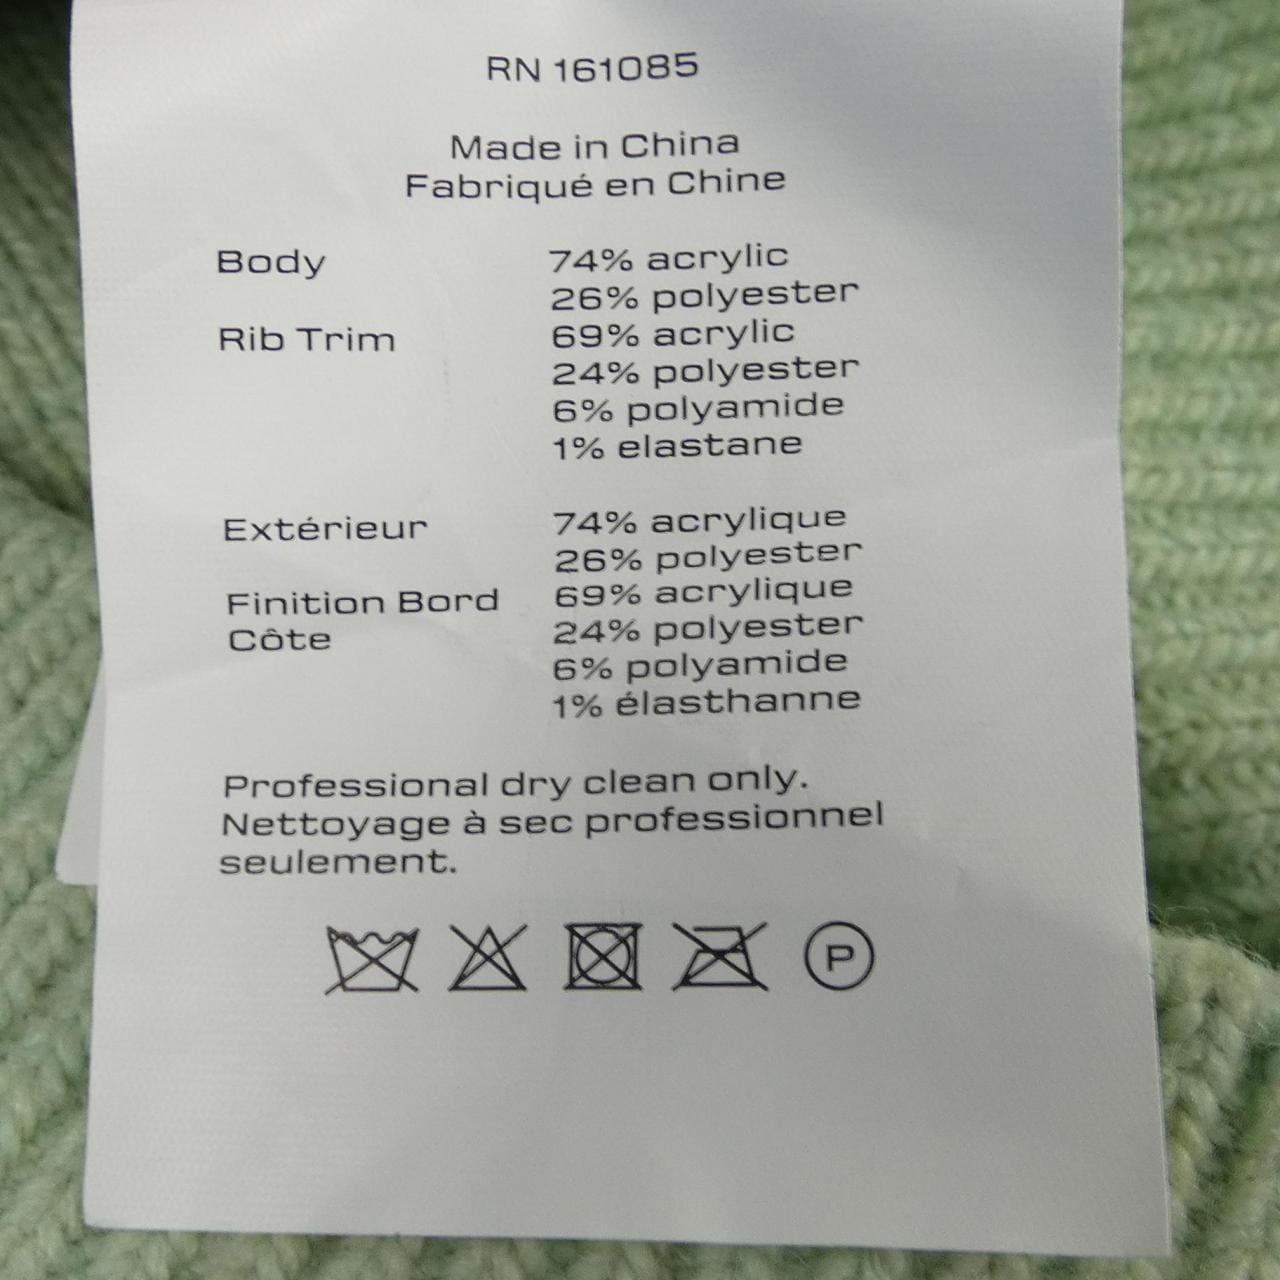 RN 161085
Made in China
Fabriqué en Chine
Body 74% acrylic
26% polyester
Rib Trim 69% acrylic
24% polyester
6% polyamide
1% elastane
Extérieur 74% acrylique
26% polyester
Finition Bord 69% acrylique
Côte 24% polyester
6% polyamide
1% élasthanne
Professional dry clean only.
Nettoyage à sec professionnel
seulement.
P